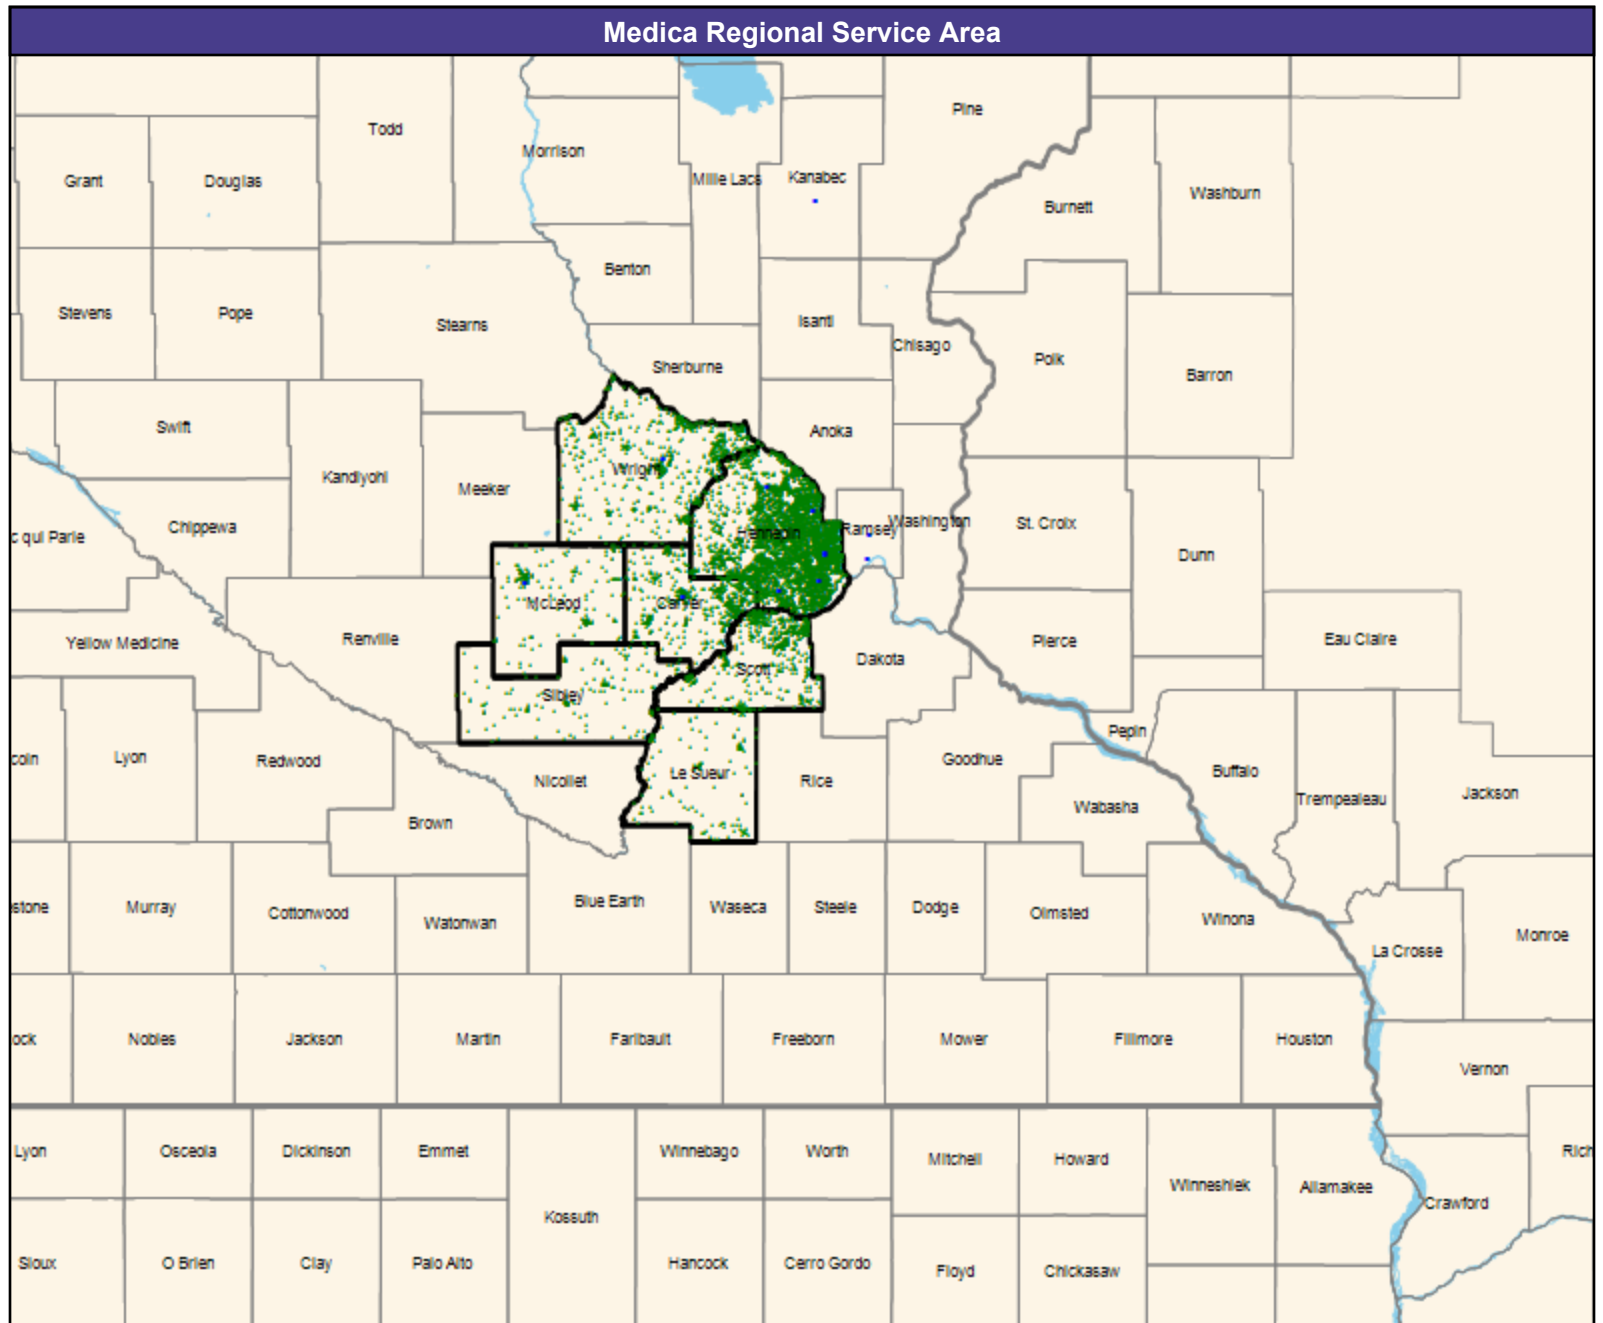 Medica Regional Service Area
Pine
Todd
Morrison
Grant
Douglas
Mille Lacs
Kanabec
Washburn
Burnett
Benton
Stevens
Pope
Stearns
Isanti
Chisago
Polk
Sherburne
Barron
Swift
Anoka
Wright
Kandiyohi
Meeker
Chippewa
c qui Parle
Hennepin
Ramsey
Washington
St. Croix
Dunn
McLeod
Carver
Yellow Medicine
Renville
Pierce
Eau Claire
Dakota
Scott
Sibley
Pepin
coln
Lyon
Redwood
Nicollet
Le Sueur
Rice
Goodhue
Buffalo
Trempealeau
Jackson
Wabasha
Brown
stone
Murray
Cottonwood
Watonwan
Blue Earth
Waseca
Steele
Dodge
Olmsted
Winona
Monroe
La Crosse
ock
Nobles
Jackson
Martin
Faribault
Freeborn
Mower
Fillmore
Houston
Vernon
Lyon
Osceola
Dickinson
Emmet
Winnebago
Worth
Mitchell
Howard
Rich
Winneshiek
Allamakee
Crawford
Kossuth
Sioux
O Brien
Clay
Palo Alto
Hancock
Cerro Gordo
Floyd
Chickasaw